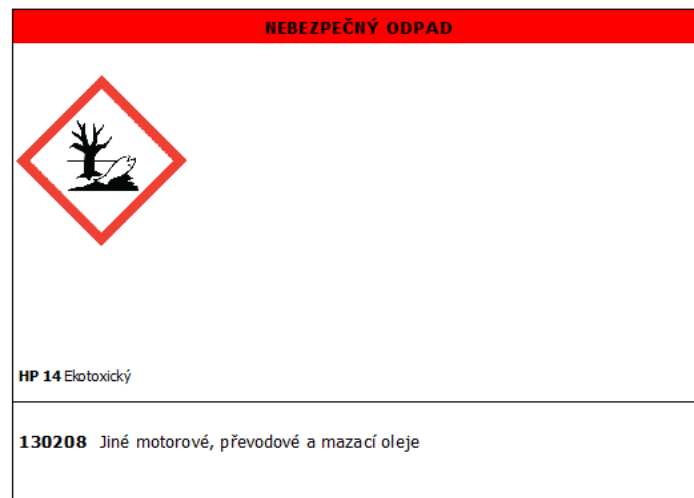 NEBEZPEČNÝ ODPAD
HP 14 Ekotoxický
130208 Jiné motorové, převodové a mazací oleje